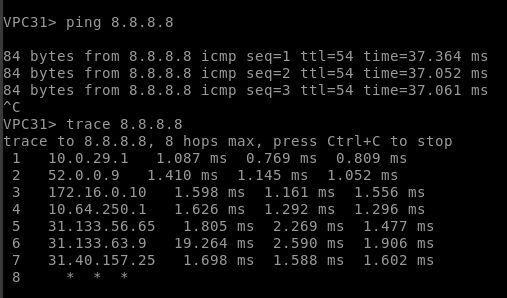 VPC31> ping 8.8.8.8
84 bytes from 8.8.8.8 icmp seq=1 ttl=54 time=37.364 ms
84 bytes from 8.8.8.8 icmp seq=2 ttl=54 time=37.052 ms
84 bytes from 8.8.8.8 icmp seq=3 ttl=54 time=37.061 ms
^C
VPC31> trace 8.8.8.8
trace to 8.8.8.8, 8 hops max, press Ctrl+C to stop
1 10.0.29.1 1.087 ms 0.769 ms 0.809 ms
2 52.0.0.9 1.410 ms 1.145 ms 1.052 ms
3 172.16.0.10 1.598 ms 1.161 ms 1.556 ms
4 10.64.250.1 1.626 ms 1.292 ms 1.296 ms
5 31.133.56.65 1.805 ms 2.269 ms 1.477 ms
6 31.133.63.9 19.264 ms 2.590 ms 1.906 ms
7 31.40.157.25 1.698 ms 1.588 ms 1.602 ms
8 * * *